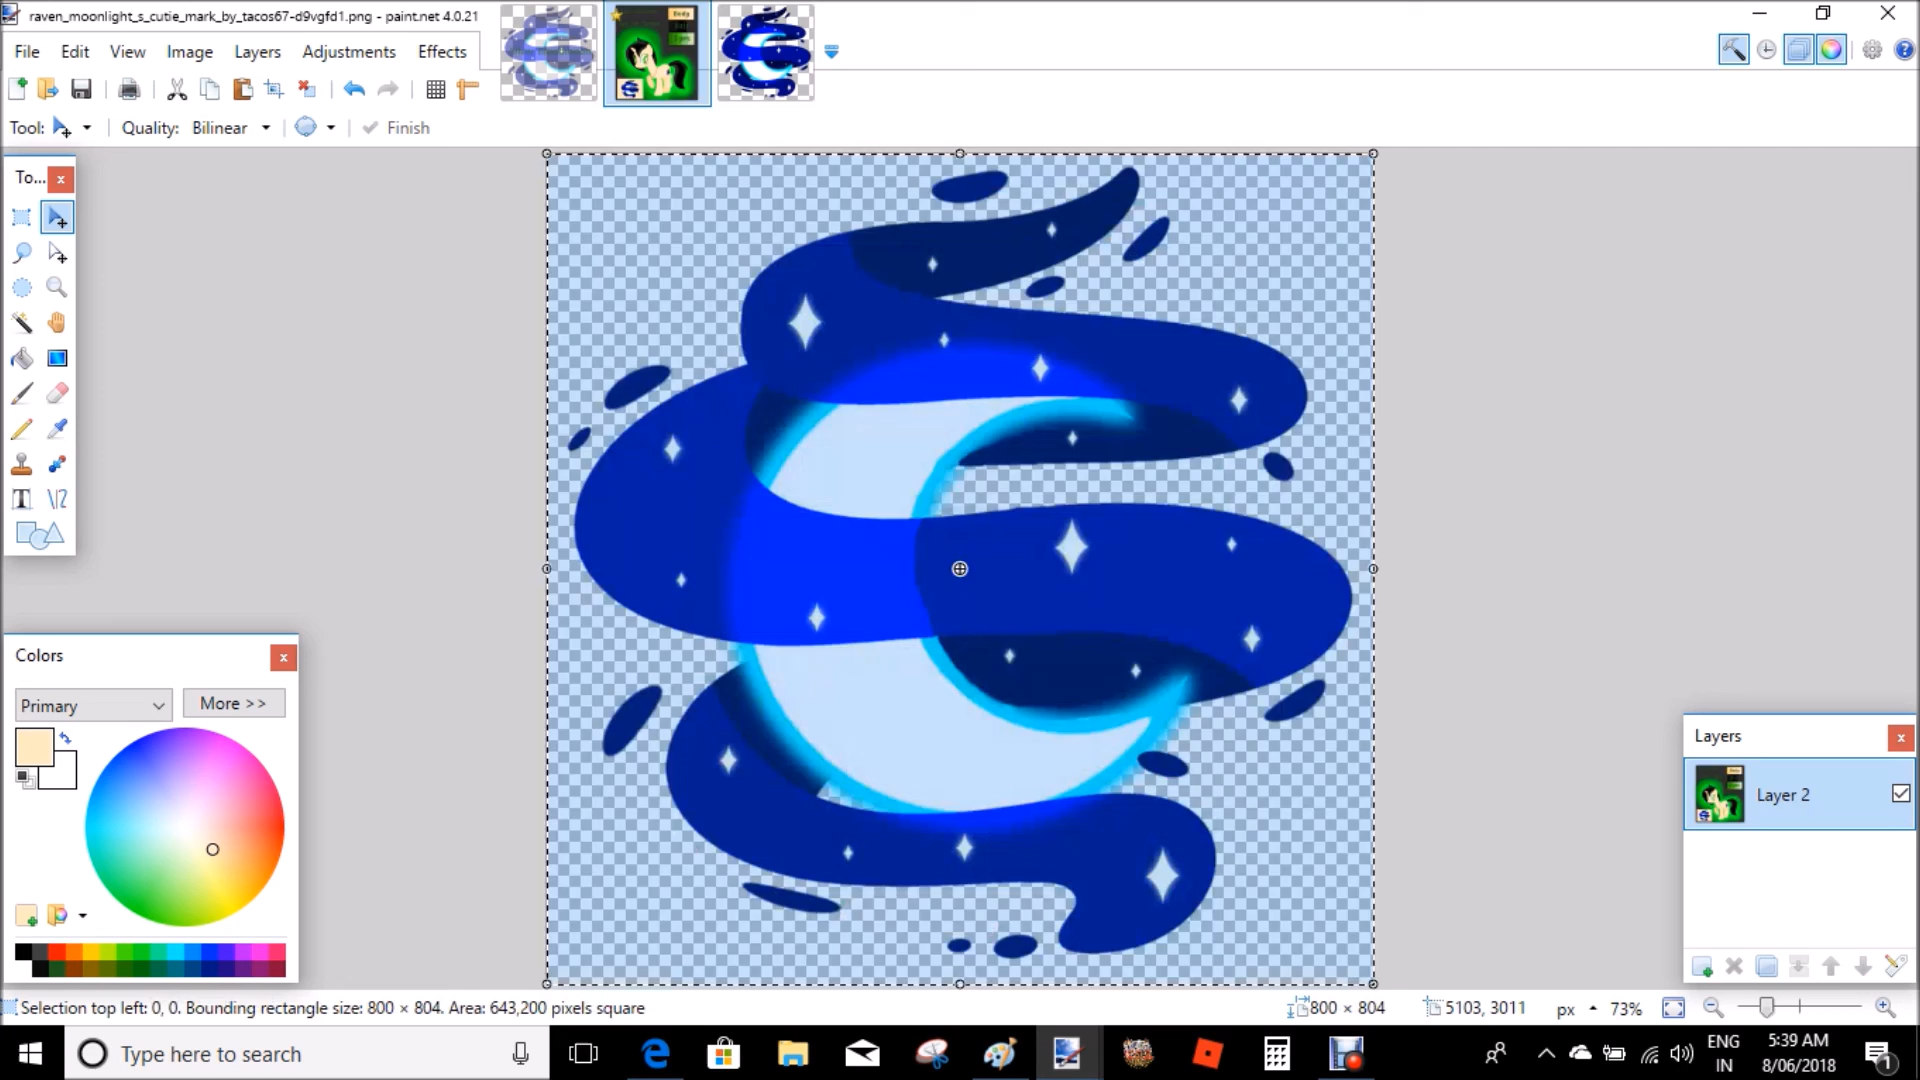 raven_moonlight_s_cutie_mark_by_tacos67-d9vgfd1.png - paint.net 4.0.21
File Edit View Image Layers Adjustments Effects
Tool: Quality: Bilinear Finish
To...
Colors
Primary More >>
Layers
Layer 2
Selection top left: 0, 0. Bounding rectangle size: 800 × 804. Area: 643,200 pixels square
800 × 804 5103, 3011 px 73%
Type here to search
ENG
IN
5:39 AM
8/06/2018
1